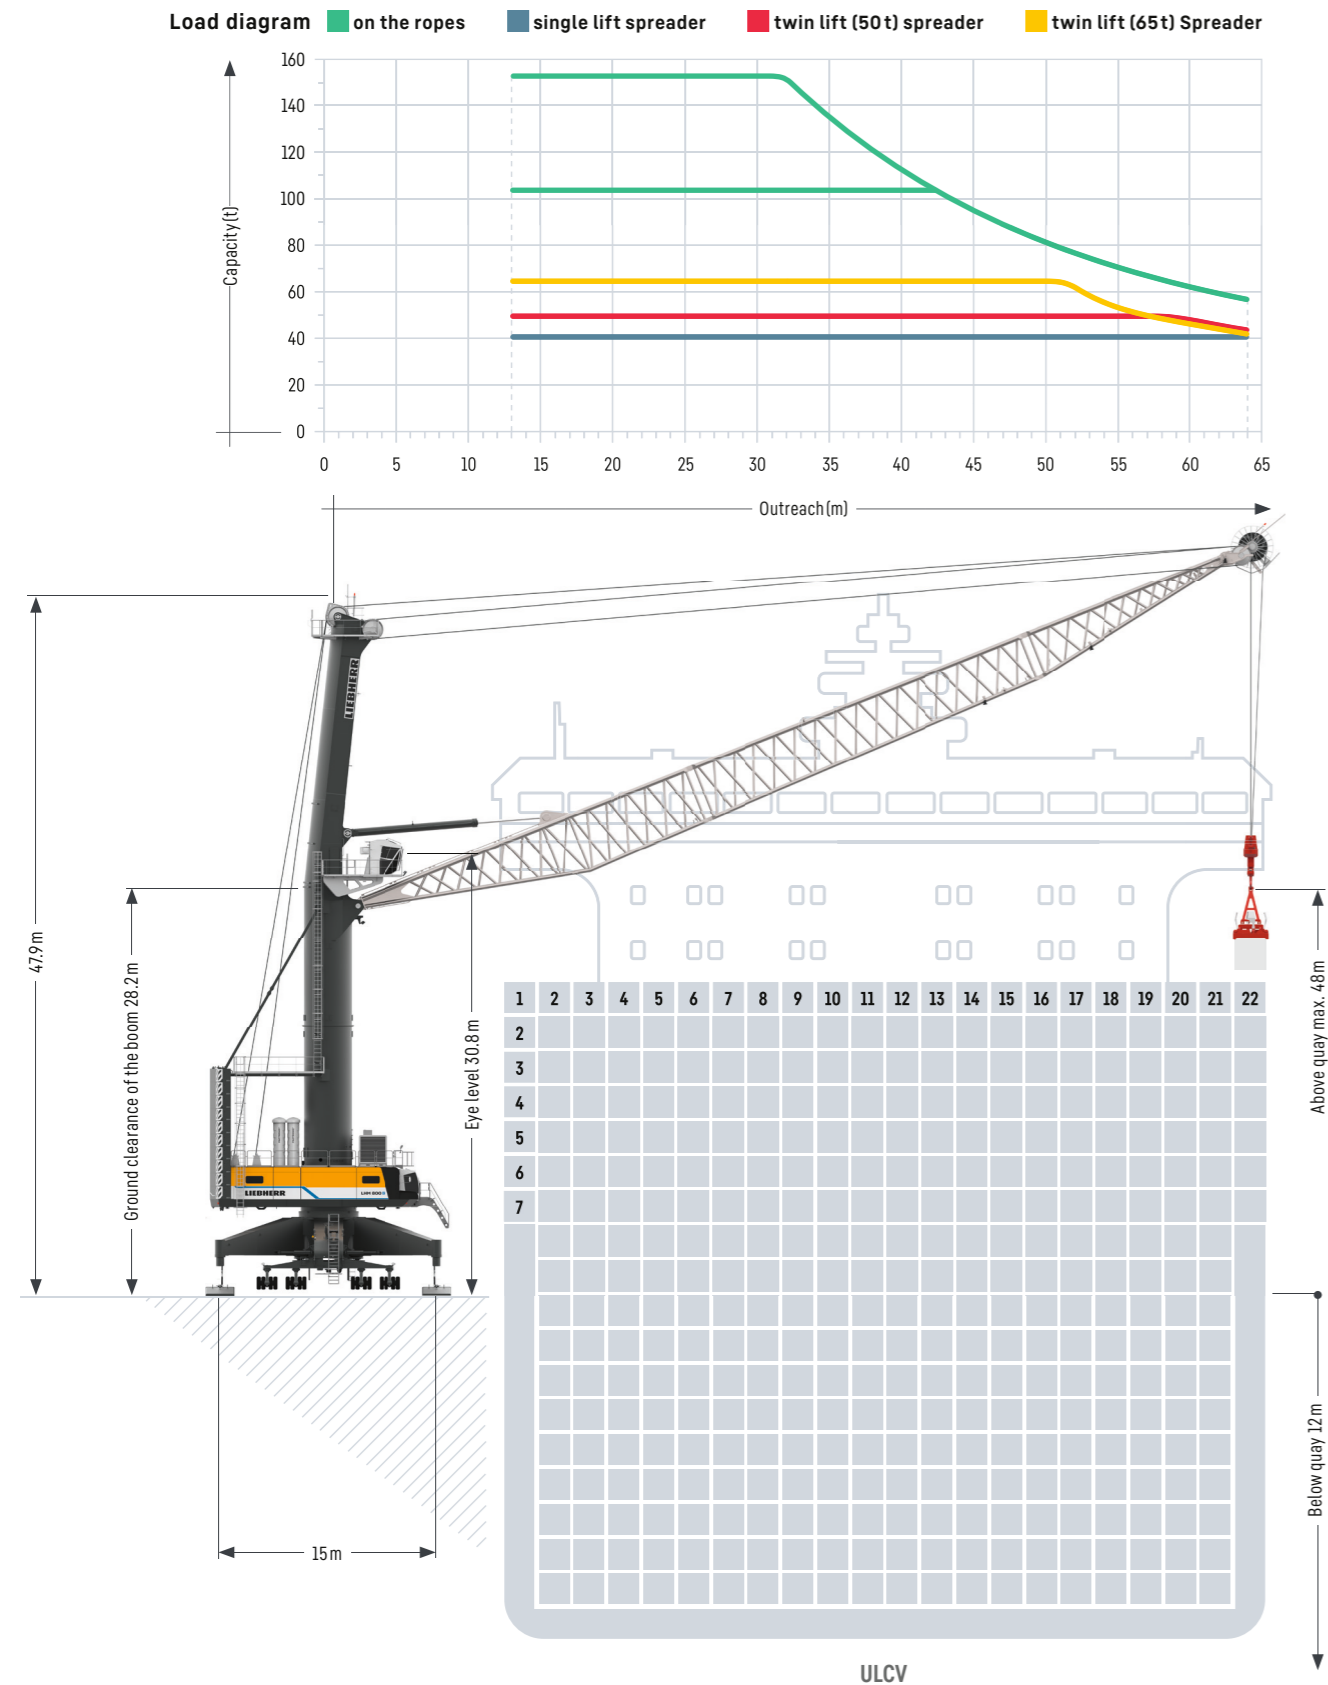 Load diagram on the ropes single lift spreader twin lift (50 t) spreader twin lift (65 t) Spreader
160
140
120
100
80
60
40
20
0
Capacity (t)
0 5 10 15 20 25 30 35 40 45 50 55 60 65
Outreach (m)
LIEBHERR
47.9 m
Ground clearance of the boom 28.2 m
Eye level 30.8 m
Above quay max. 48 m
1 2 3 4 5 6 7 8 9 10 11 12 13 14 15 16 17 18 19 20 21 22
2
3
4
5
6
7
LIEBHERR LHM 800
Below quay 12 m
15 m
ULCV